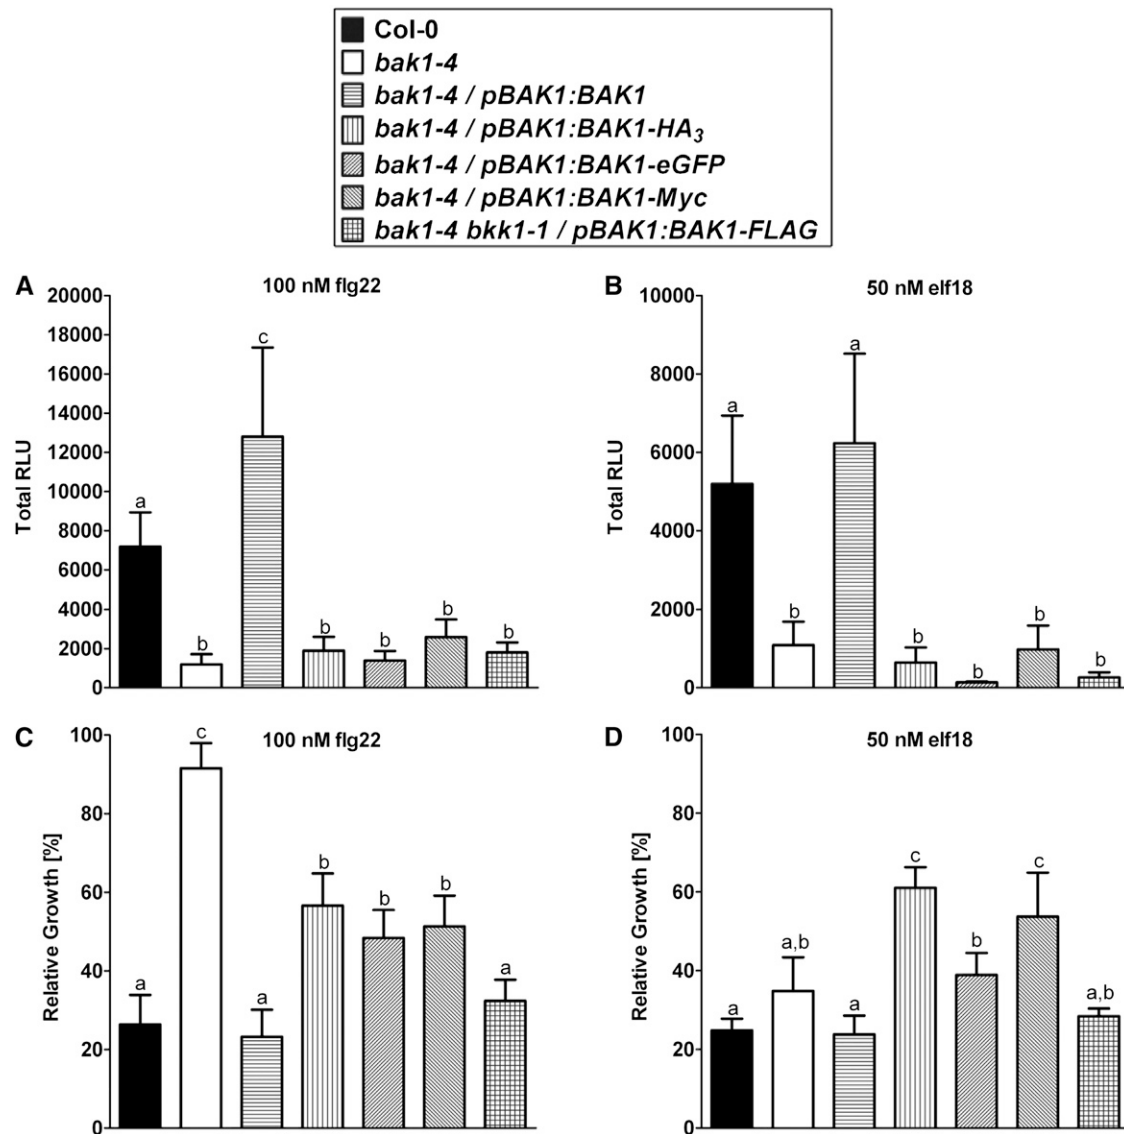 Col-0
bak1-4
bak1-4 / pBAK1:BAK1
bak1-4 / pBAK1:BAK1-HA3
bak1-4 / pBAK1:BAK1-eGFP
bak1-4 / pBAK1:BAK1-Myc
bak1-4 bkk1-1 / pBAK1:BAK1-FLAG
A
100 nM flg22
Total RLU
20000
18000
16000
14000
12000
10000
8000
6000
4000
2000
0
a
b
c
b
b
b
b
B
50 nM elf18
Total RLU
10000
8000
6000
4000
2000
0
a
b
a
b
b
b
b
C
100 nM flg22
Relative Growth [%]
100
80
60
40
20
0
a
c
a
b
b
b
a
D
50 nM elf18
Relative Growth [%]
100
80
60
40
20
0
a
a,b
a
c
b
c
a,b